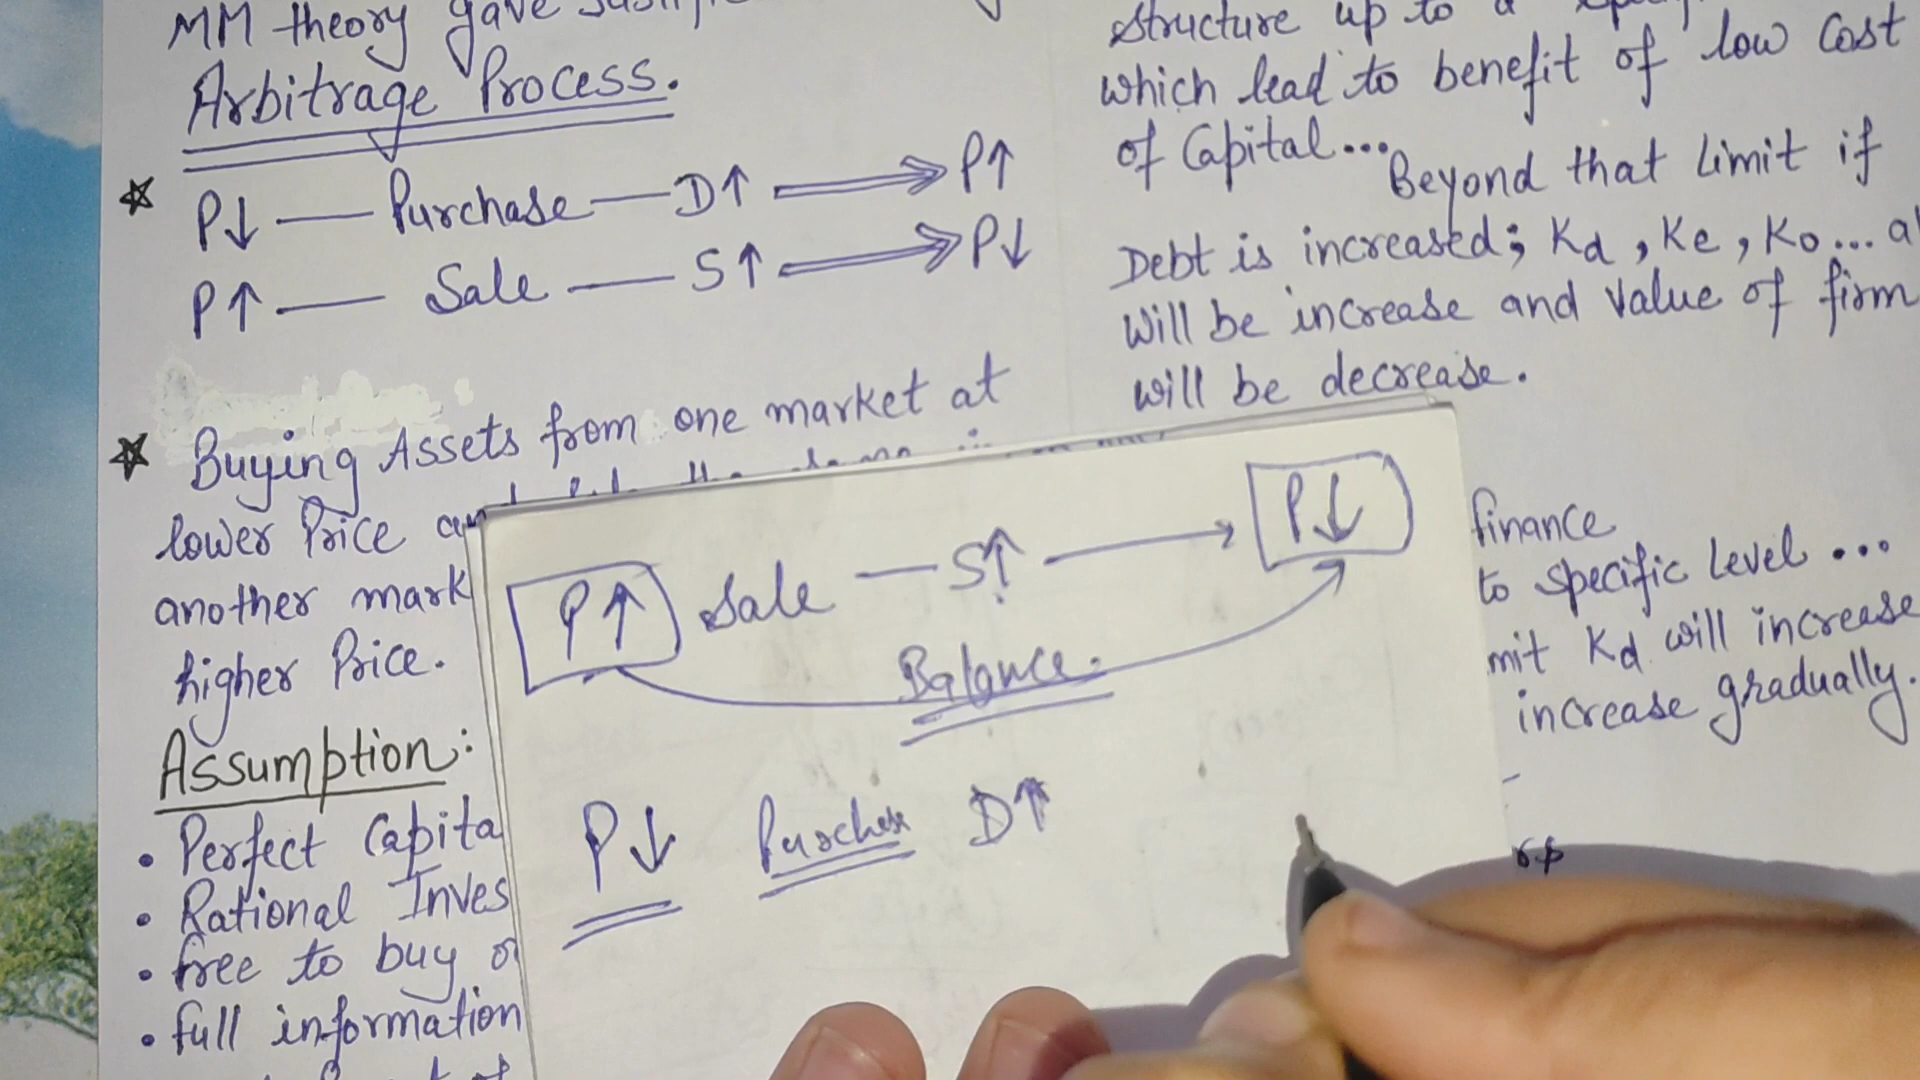 MM theory gave
Arbitrage Process.
P↓ — Purchase — D↑ ⇒ P↑
P↑ — Sale — S↑ ⇒ P↓
Buying Assets from one market at
lower Price
another mark
higher Price.
Assumption:
• Perfect Capita
• Rational Inves
• free to buy
• full information
structure up to a
which lead to benefit of low Cost
of Capital...
Beyond that Limit if
Debt is increased; Kd, Ke, Ko...
will be increase and value of firm
will be decrease.
finance
to specific level ...
mit Kd will increase
increase gradually.
P↑ Sale — S↑ → P↓
Balance.
P↓ Purchase D↑